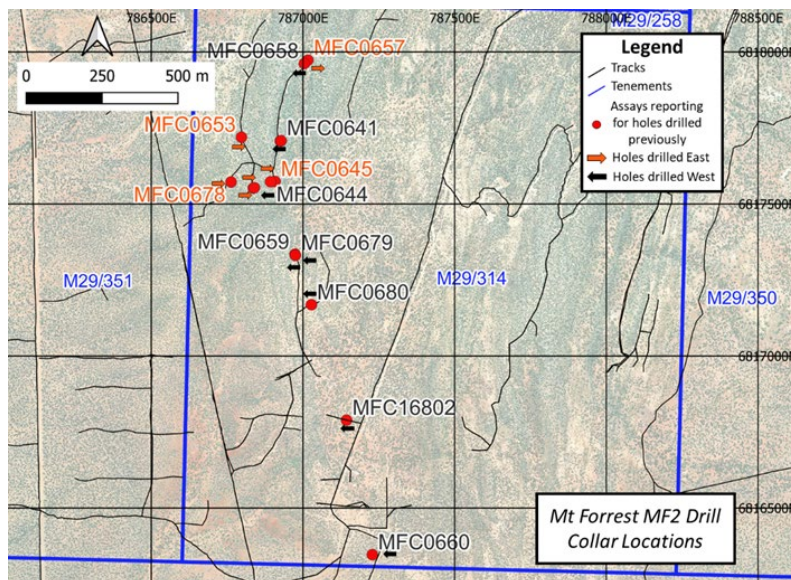 786500E
787000E
787500E
788000E
788500E
M29/258
6818000N
0 250 500 m
MFC0658
MFC0657
Legend
Tracks
Tenements
Assays reporting
for holes drilled
previously
Holes drilled East
Holes drilled West
MFC0653
MFC0641
MFC0645
MFC0678
MFC0644
6817500N
MFC0659
MFC0679
M29/351
MFC0680
M29/314
M29/350
6817000N
MFC16802
6816500N
Mt Forrest MF2 Drill
Collar Locations
MFC0660